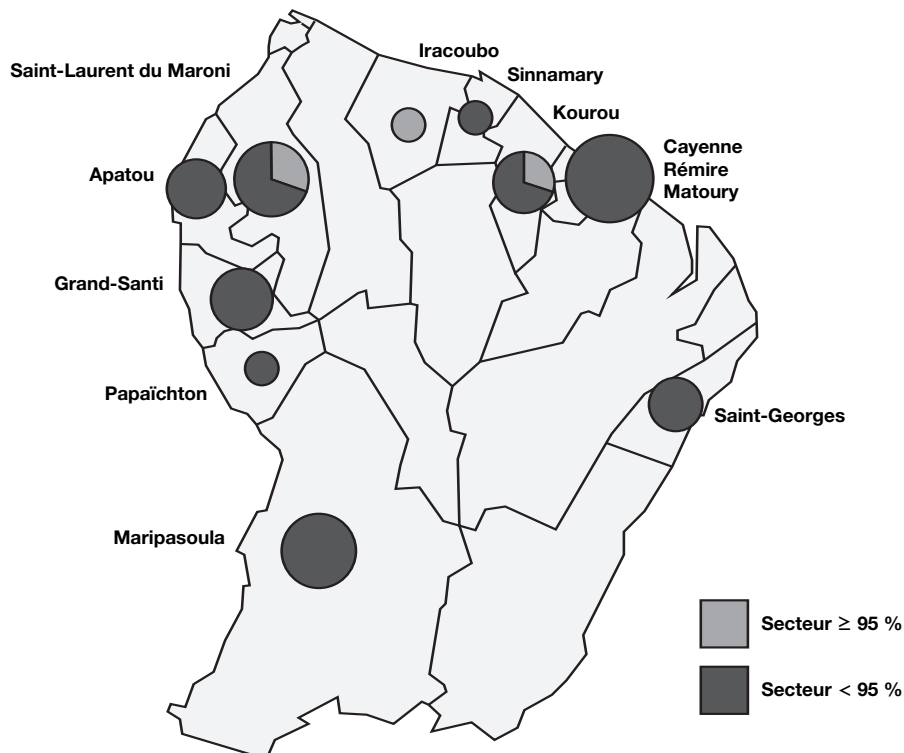 Iracoubo
Saint-Laurent du Maroni
Sinnamary
Kourou
Cayenne
Rémire
Matoury
Apatou
Grand-Santi
Papaïchton
Saint-Georges
Maripasoula
Secteur ≥ 95 %
Secteur < 95 %